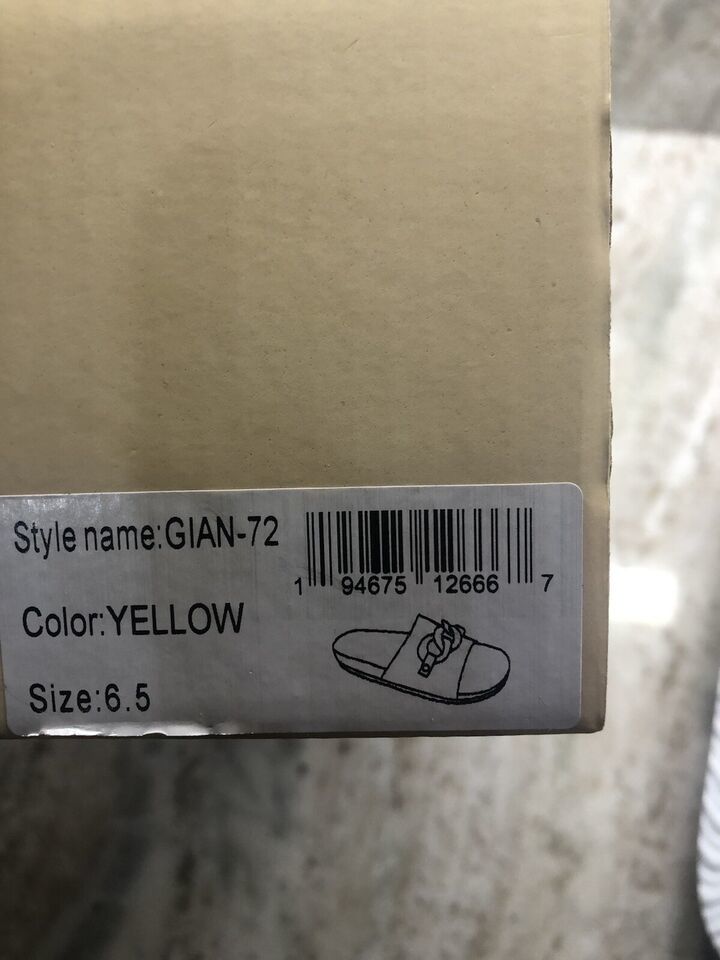 Style name:GIAN-72
1 94675 12666 7
Color:YELLOW
Size:6.5